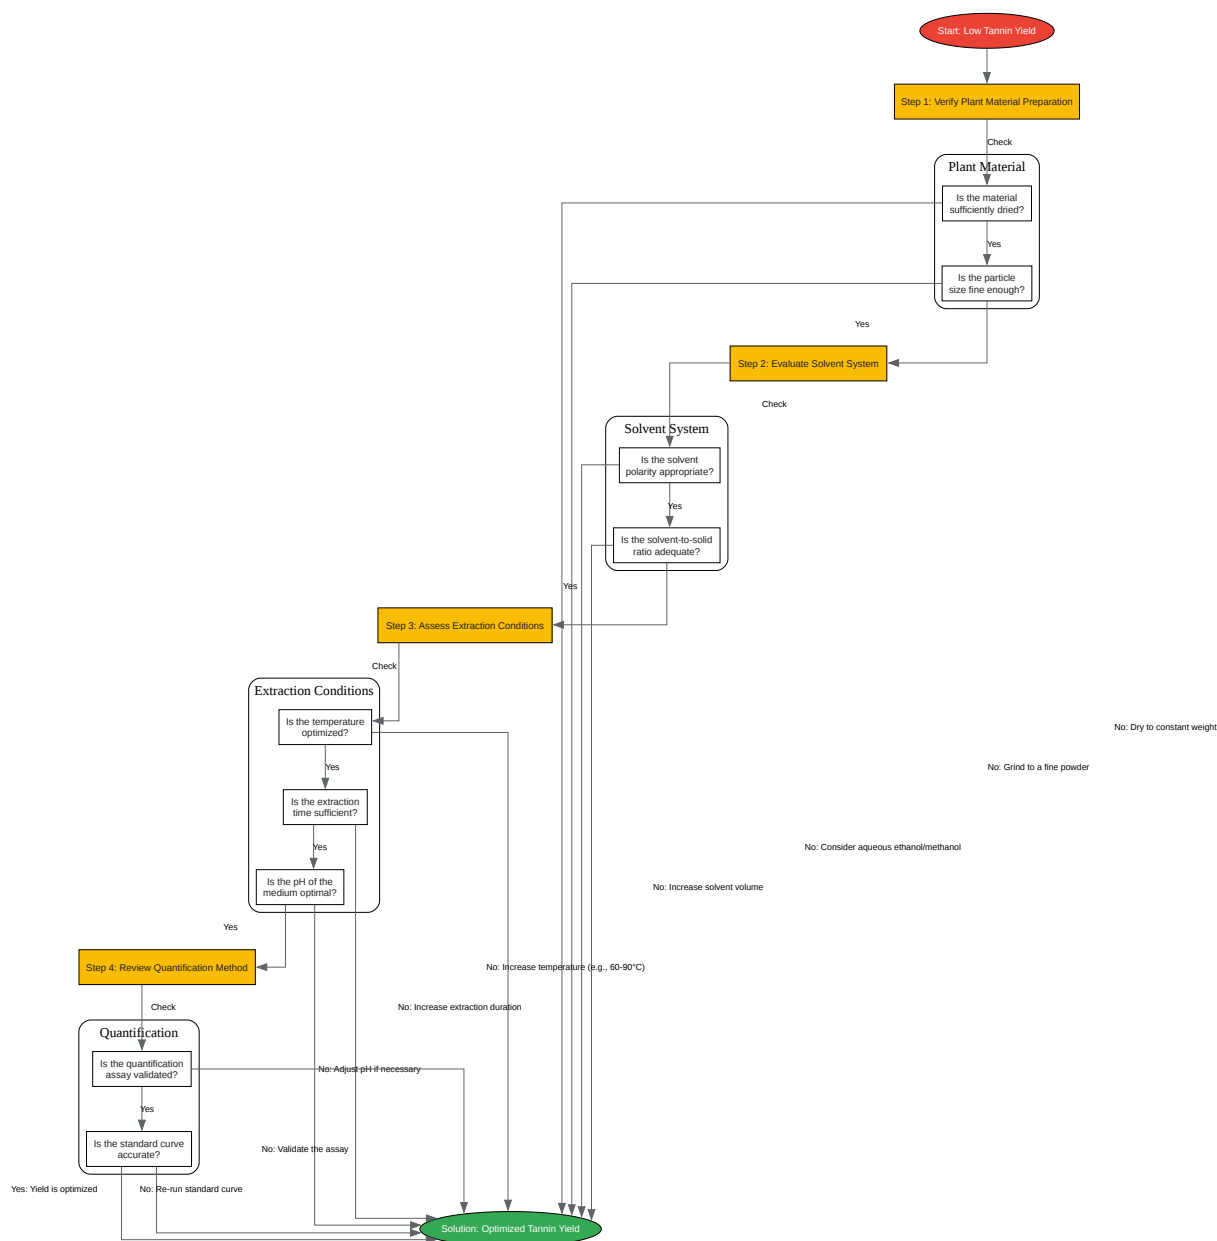 Start: Low Tannin Yield
Step 1: Verify Plant Material Preparation
Check
Plant Material
Is the material
sufficiently dried?
Yes
Is the particle
size fine enough?
Yes
Step 2: Evaluate Solvent System
Check
Solvent System
Is the solvent
polarity appropriate?
Yes
Is the solvent-to-solid
ratio adequate?
Yes
Step 3: Assess Extraction Conditions
Check
Extraction Conditions
Is the temperature
optimized?
No: Dry to constant weight
Yes
No: Grind to a fine powder
Is the extraction
time sufficient?
Yes
No: Consider aqueous ethanol/methanol
Is the pH of the
medium optimal?
No: Increase solvent volume
Yes
Step 4: Review Quantification Method
No: Increase temperature (e.g., 60-90°C)
Check
No: Increase extraction duration
Quantification
Is the quantification
assay validated?
No: Adjust pH if necessary
Yes
Is the standard curve
accurate?
No: Validate the assay
Yes: Yield is optimized
No: Re-run standard curve
Solution: Optimized Tannin Yield